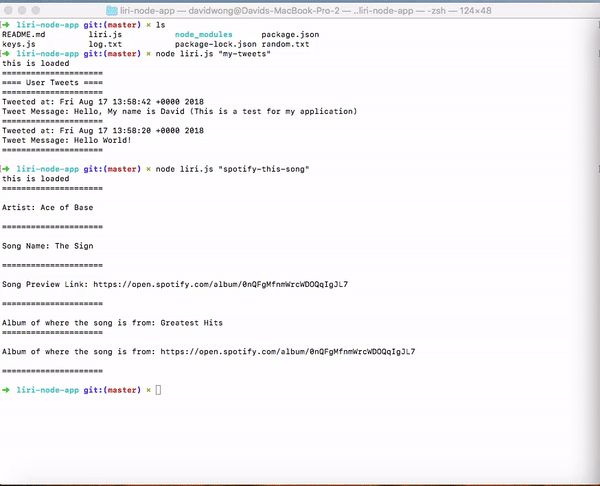 liri-node-app — davidwong@Davids-MacBook-Pro-2 — ..liri-node-app — -zsh — 124×48
➜ liri-node-app git:(master) × ls
README.md liri.js node_modules package.json
keys.js log.txt package-lock.json random.txt
➜ liri-node-app git:(master) × node liri.js "my-tweets"
this is loaded
=====================
==== User Tweets ====
=====================
Tweeted at: Fri Aug 17 13:58:42 +0000 2018
Tweet Message: Hello, My name is David (This is a test for my application)
=====================
Tweeted at: Fri Aug 17 13:58:20 +0000 2018
Tweet Message: Hello World!
=====================
➜ liri-node-app git:(master) × node liri.js "spotify-this-song"
this is loaded
=====================
Artist: Ace of Base
=====================
Song Name: The Sign
=====================
Song Preview Link: https://open.spotify.com/album/0nQFgMfnmWrcWDOQqIgJL7
=====================
Album of where the song is from: Greatest Hits
=====================
Album of where the song is from: https://open.spotify.com/album/0nQFgMfnmWrcWDOQqIgJL7
=====================
➜ liri-node-app git:(master) ×